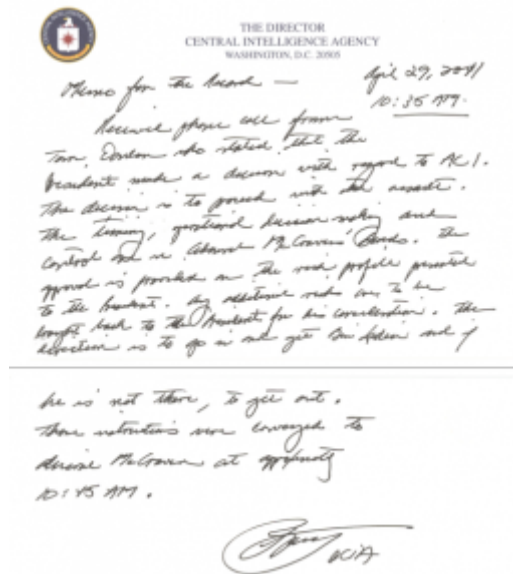 THE DIRECTOR
CENTRAL INTELLIGENCE AGENCY
WASHINGTON, D.C. 20505
Memo for the Record — April 29, 2011
10:35 AM.
Received phone call from
Tom Donilon who stated that the
President made a decision with regard to AC1.
The decision is to proceed with the assault.
The timing, operational decision making and
control are in Admiral McRaven's hands. The
approval is provided on the risk profile presented
to the President. Any additional risks are to be
brought back to the President for his consideration. The
direction is to go in and get Bin Laden and if
he is not there, to get out.
Those instructions were conveyed to
Admiral McRaven at approximately
10:45 AM.
DCIA